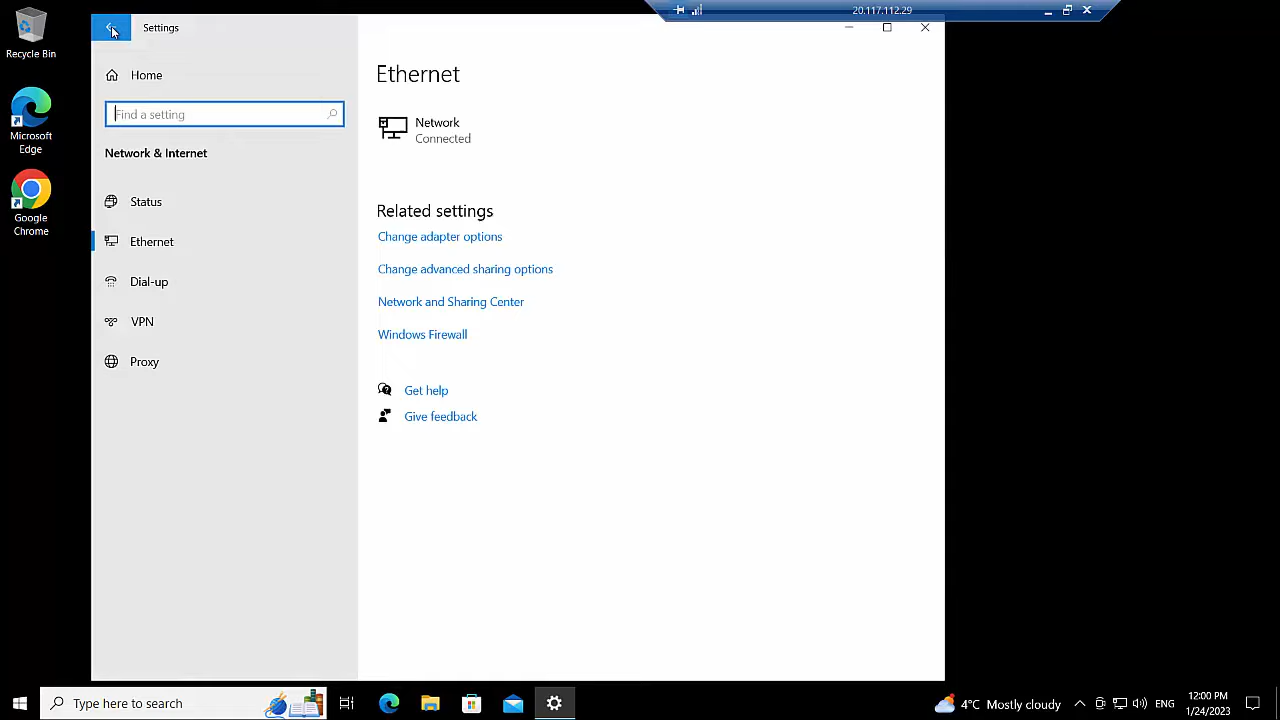 20.117.112.29
Recycle Bin
Microsoft
Edge
Google
Chrome
Settings
Home
Find a setting
Network & Internet
Status
Ethernet
Dial-up
VPN
Proxy
Ethernet
Network
Connected
Related settings
Change adapter options
Change advanced sharing options
Network and Sharing Center
Windows Firewall
Get help
Give feedback
Type here to search
4°C Mostly cloudy
ENG
12:00 PM
1/24/2023